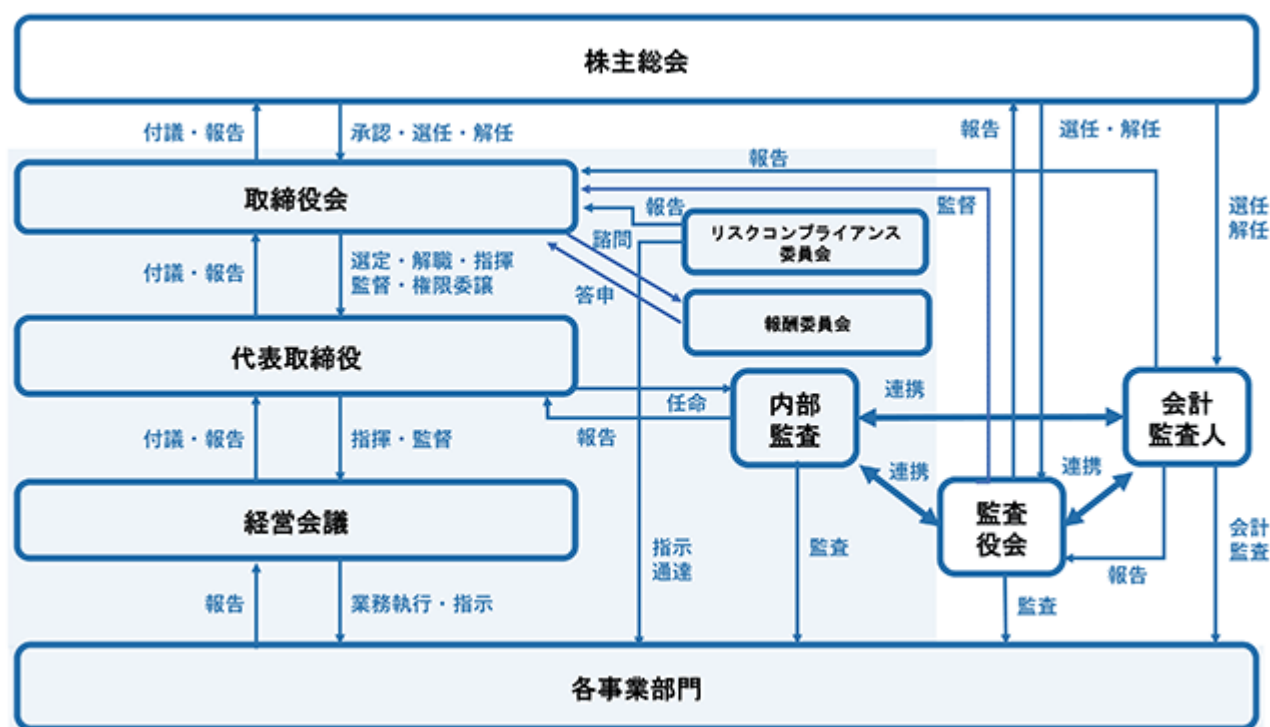 株主総会
付議・報告
承認・選任・解任
報告
選任・解任
選任
解任
報告
取締役会
監督
報告
リスクコンプライアンス
委員会
諮問
答申
報酬委員会
付議・報告
選定・解職・指揮
監督・権限委譲
代表取締役
任命
報告
内部
監査
連携
会計
監査人
付議・報告
指揮・監督
連携
連携
経営会議
監査
役会
指示
通達
監査
報告
会計
監査
報告
業務執行・指示
監査
各事業部門